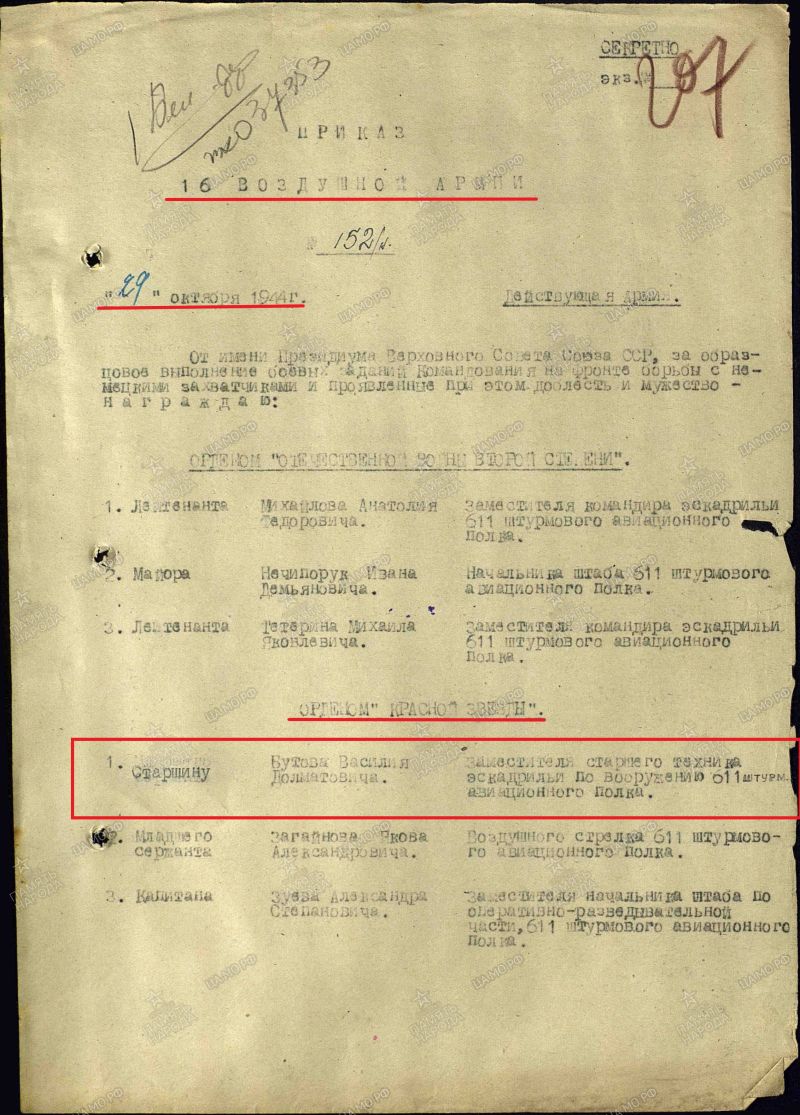 СЕКРЕТНО
экз.
ПРИКАЗ
16 ВОЗДУШНОЙ АРМИИ
№ 152/н.
"29" октября 1944г.
Действующая Армия.
От имени Президиума Верховного Совета Союза ССР, за образ-
цовое выполнение боевых заданий Командования на фронте борьбы с не-
мецкими захватчиками и проявленные при этом доблесть и мужество -
н а г р а ж д а ю:
ОРДЕНОМ "ОТЕЧЕСТВЕННОЙ ВОЙНЫ ВТОРОЙ СТЕПЕНИ".
1. Лейтенанта Михайлова Анатолия Заместителя командира эскадрильи
Федоровича. 611 штурмового авиационного
полка.
2. Майора Нечипорук Ивана Начальника штаба 611 штурмового
Демьяновича. авиационного полка.
3. Лейтенанта Тетерина Михаила Заместителя командира эскадрильи
Яковлевича. 611 штурмового авиационного
полка.
ОРДЕНОМ" КРАСНОЙ ЗВЕЗДЫ".
1. Старшину Бутова Василия Заместителя старшего техника
Долматовича. эскадрильи по вооружению 611 штурм.
авиационного полка.
2. Младшего Загайнова Якова Воздушного стрелка 611 штурмово-
сержанта Александровича. го авиационного полка.
3. Капитана Зуева Александра Заместителя начальника штаба по
Степановича. оперативно-разведывательной
части, 611 штурмового авиационного
полка.